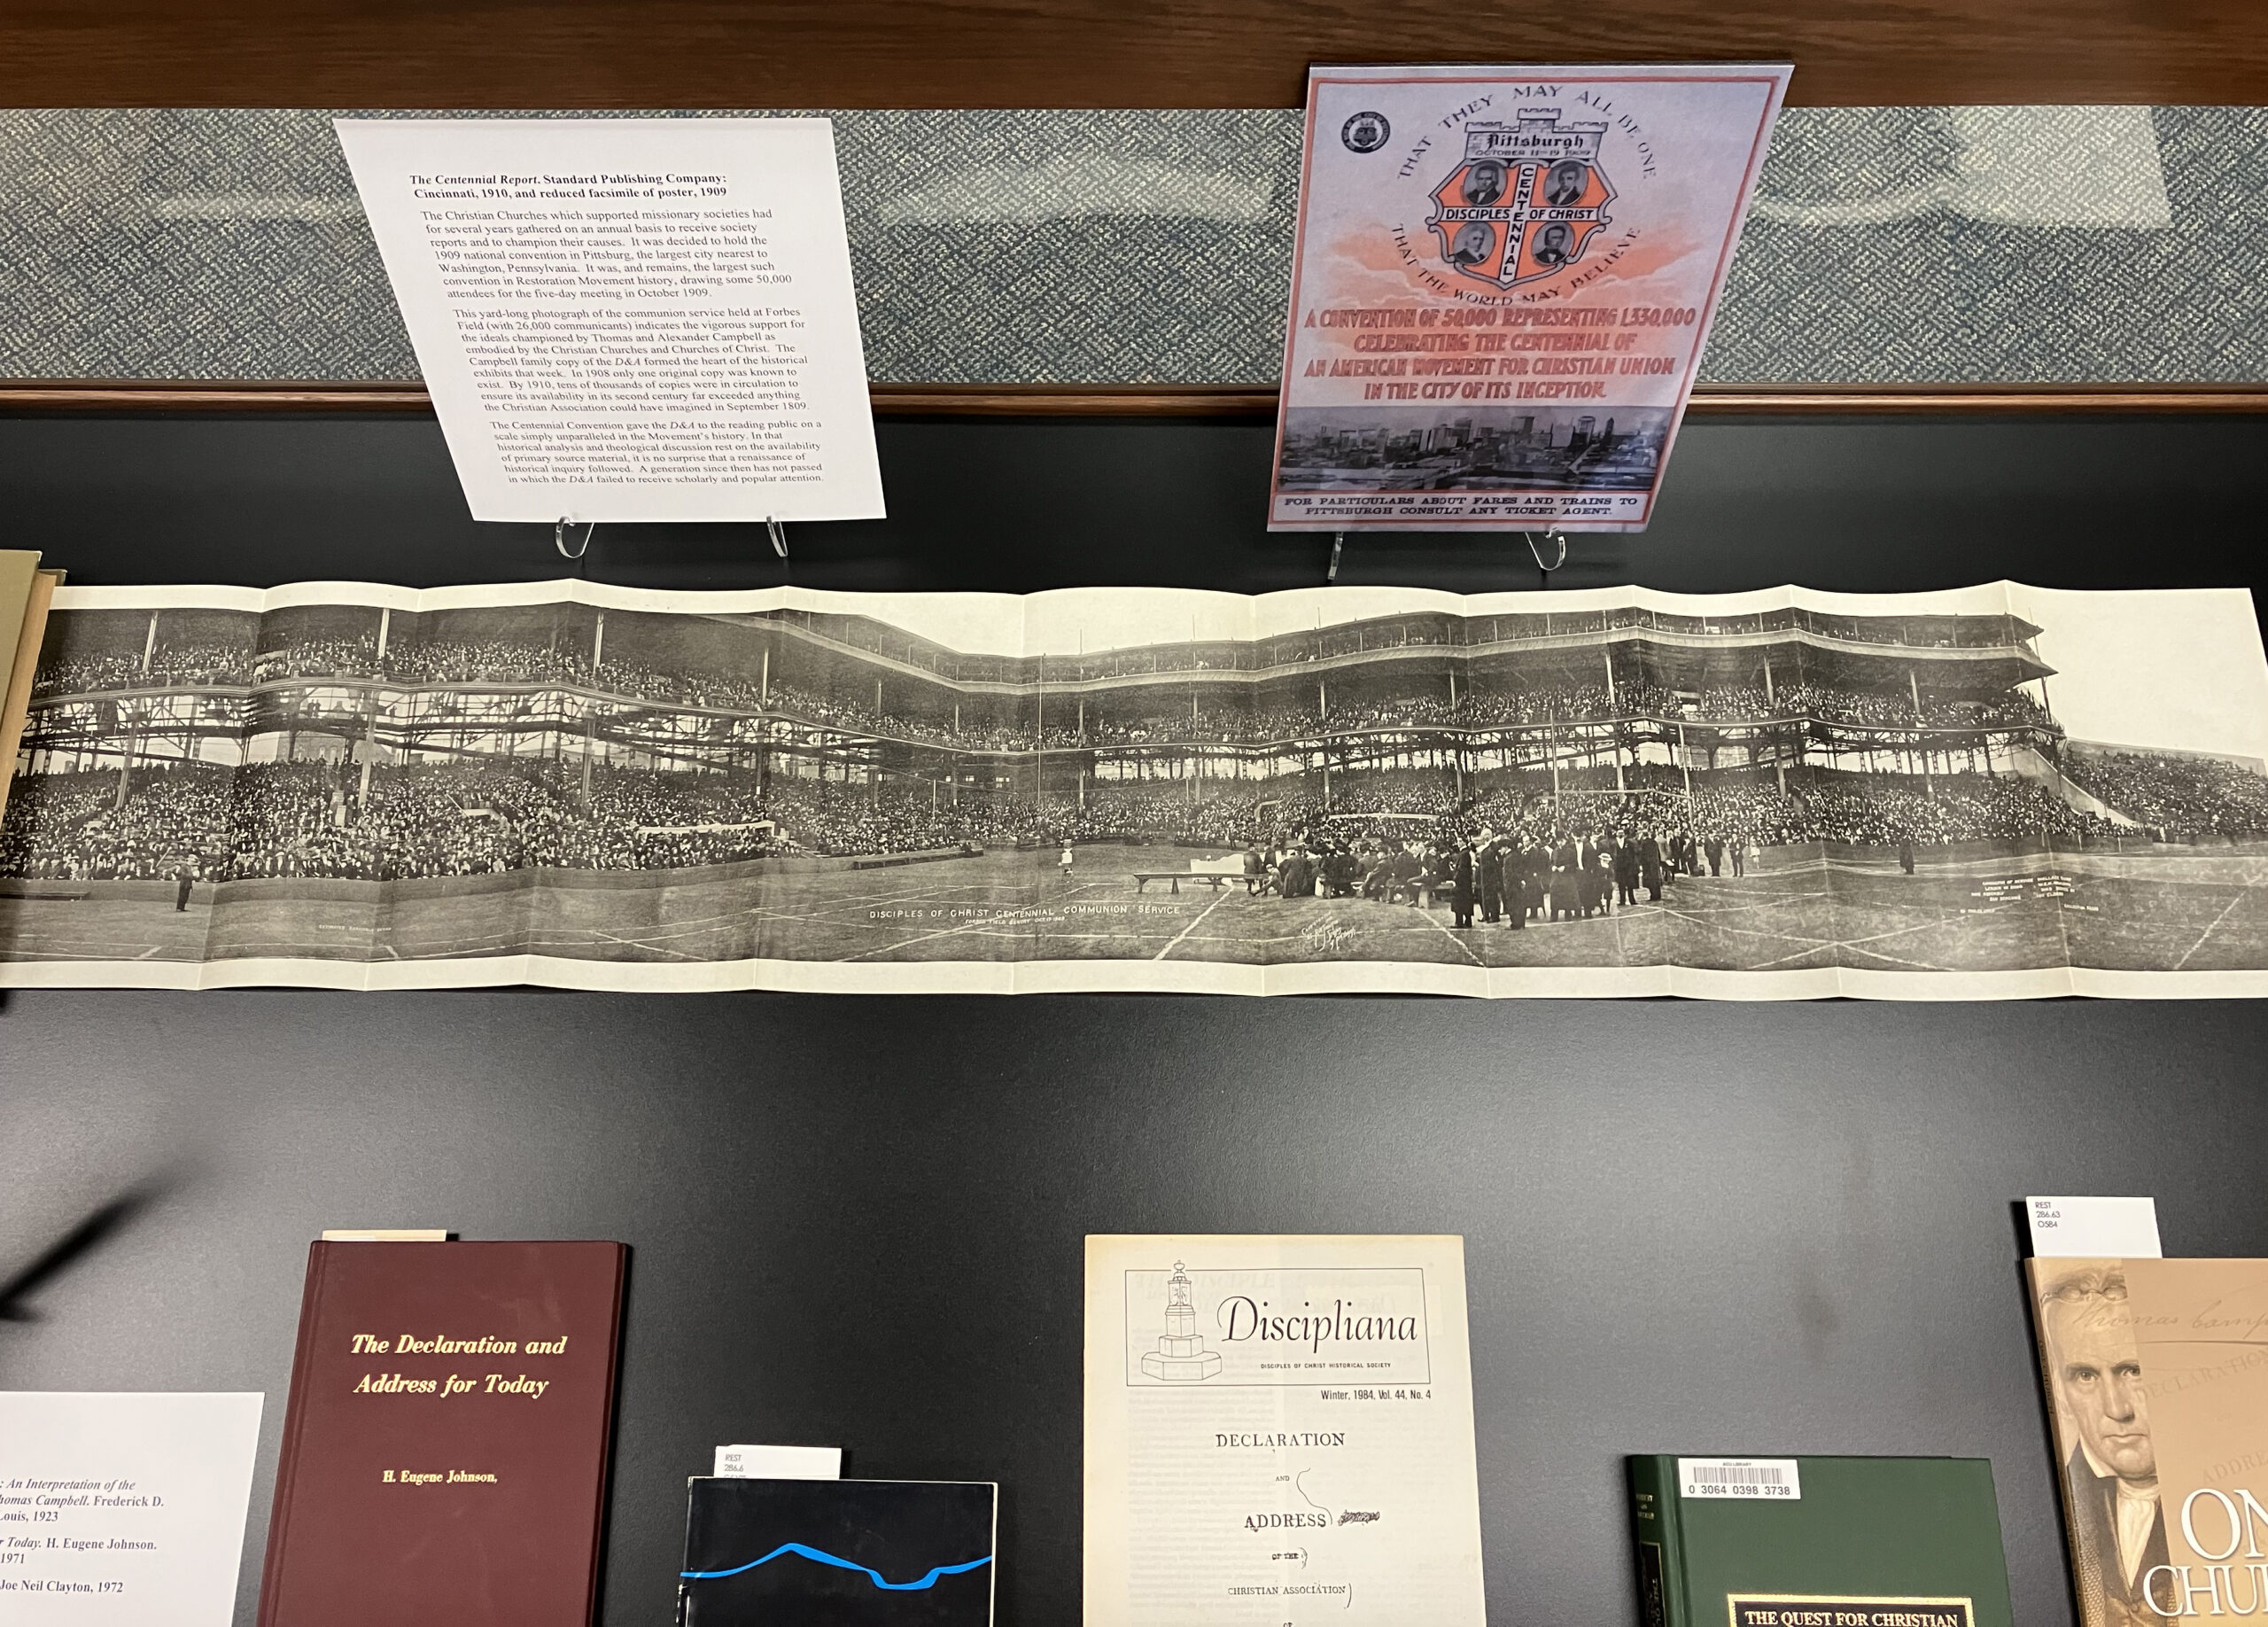 The Centennial Report. Standard Publishing Company:
Cincinnati, 1910, and reduced facsimile of poster, 1909
The Christian Churches which supported missionary societies had
for several years gathered on an annual basis to receive society
reports and to champion their causes. It was decided to hold the
1909 national convention in Pittsburg, the largest city nearest to
Washington, Pennsylvania. It was, and remains, the largest such
convention in Restoration Movement history, drawing some 50,000
attendees for the five-day meeting in October 1909.
This yard-long photograph of the communion service held at Forbes
Field (with 26,000 communicants) indicates the vigorous support for
the ideals championed by Thomas and Alexander Campbell as
embodied by the Christian Churches and Churches of Christ. The
Campbell family copy of the D&A formed the heart of the historical
exhibits that week. In 1908 only one original copy was known to
exist. By 1910, tens of thousands of copies were in circulation to
ensure its availability in its second century far exceeded anything
the Christian Association could have imagined in September 1809.
The Centennial Convention gave the D&A to the reading public on a
scale simply unparalleled in the Movement's history. In that
historical analysis and theological discussion rest on the availability
of primary source material, it is no surprise that a renaissance of
historical inquiry followed. A generation since then has not passed
in which the D&A failed to receive scholarly and popular attention.
THAT THEY MAY ALL BE ONE
Pittsburgh
OCTOBER 11-19 1909
CENTENNIAL
DISCIPLES OF CHRIST
THAT THE WORLD MAY BELIEVE
A CONVENTION OF 50,000 REPRESENTING 1,330,000
CELEBRATING THE CENTENNIAL OF
AN AMERICAN MOVEMENT FOR CHRISTIAN UNION
IN THE CITY OF ITS INCEPTION.
FOR PARTICULARS ABOUT FARES AND TRAINS TO
PITTSBURGH CONSULT ANY TICKET AGENT.
DISCIPLES OF CHRIST CENTENNIAL COMMUNION SERVICE
: An Interpretation of the
homas Campbell. Frederick D.
Louis, 1923
r Today. H. Eugene Johnson.
1971
Joe Neil Clayton, 1972
The Declaration and
Address for Today
H. Eugene Johnson,
REST
286.6
Discipliana
DISCIPLES OF CHRIST HISTORICAL SOCIETY
Winter, 1984, Vol. 44, No. 4
DECLARATION
AND
ADDRESS
OF THE
CHRISTIAN ASSOCIATION
OF
0 3064 0398 3738
THE QUEST FOR CHRISTIAN
REST
286.63
O584
Thomas Camp
DECLARATION
ADDRE
ON
CHU